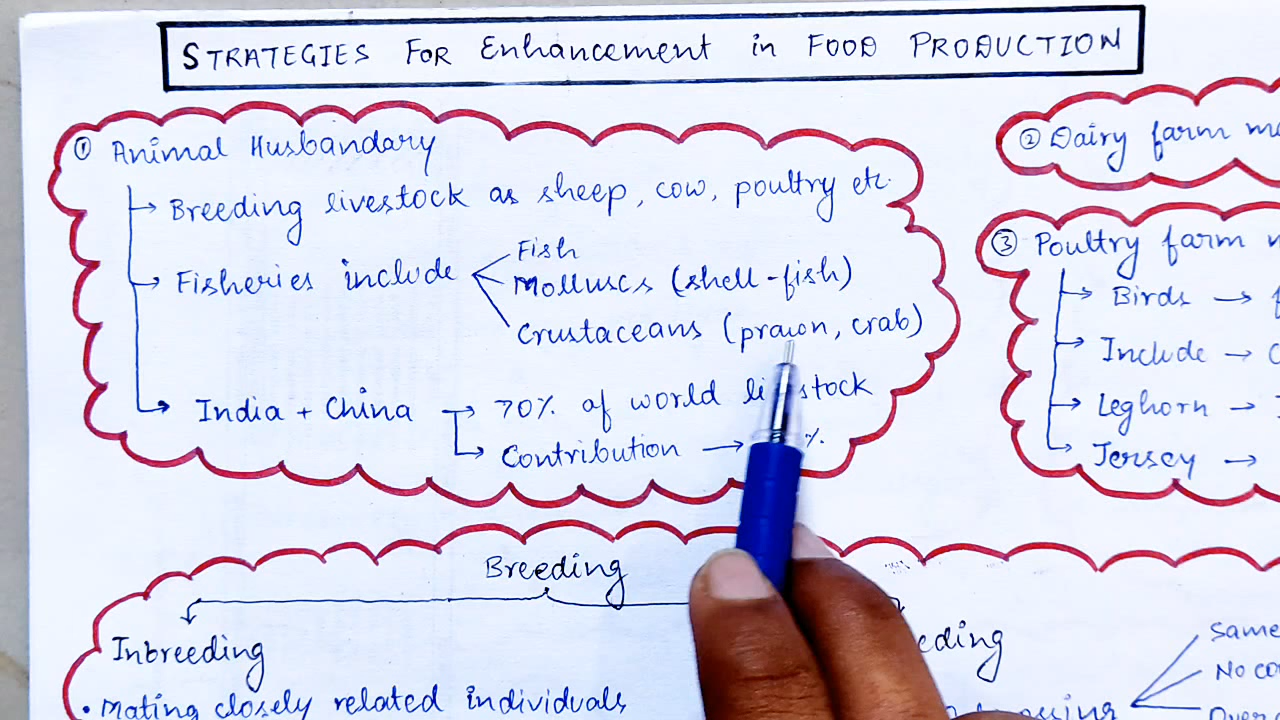 STRATEGIES FOR Enhancement in FOOD PRODUCTION
① Animal Husbandary
→ Breeding livestock as sheep, cow, poultry etc.
→ Fisheries include
Fish
Molluscs (shell-fish)
Crustaceans (prawn, crab)
→ India + China → 70% of world
→ Contribution →
② Dairy farm
③ Poultry farm
→ Birds →
→ Include →
→ Leghorn →
→ Jersey →
Breeding
Inbreeding
• Mating closely related individuals
Same
No